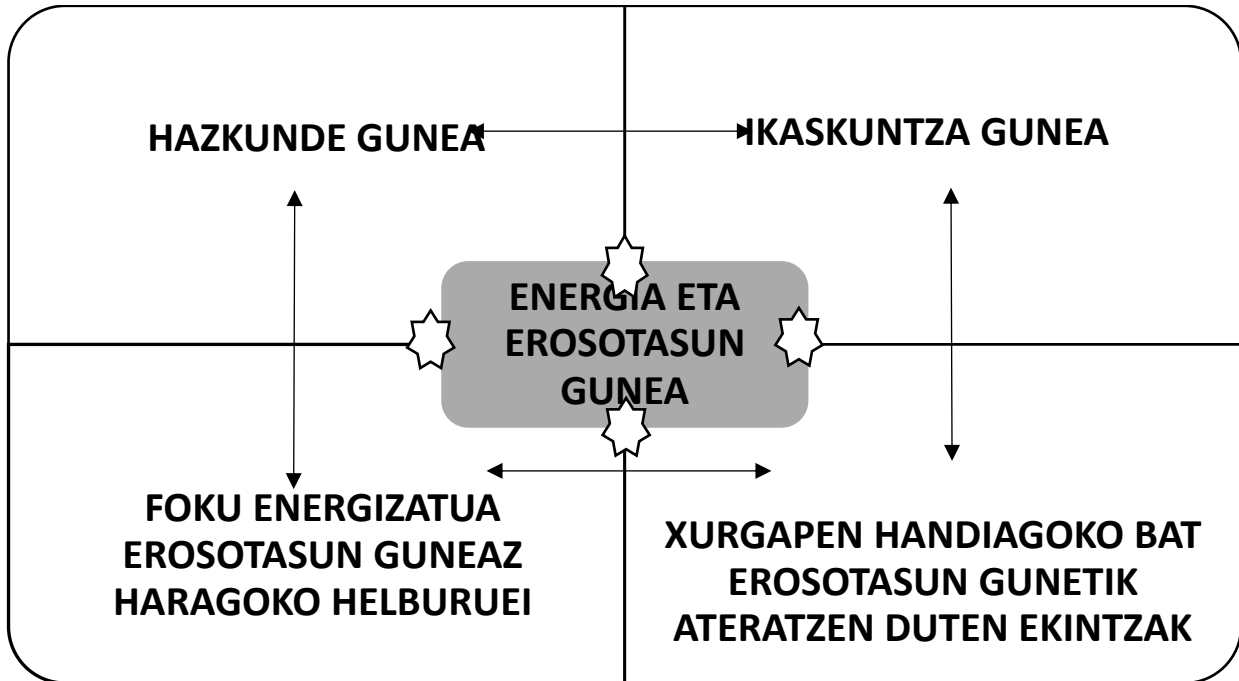 HAZKUNDE GUNEA
IKASKUNTZA GUNEA
ENERGIA ETA
EROSOTASUN
GUNEA
FOKU ENERGIZATUA
EROSOTASUN GUNEAZ
HARAGOKO HELBURUEI
XURGAPEN HANDIAGOKO BAT
EROSOTASUN GUNETIK
ATERATZEN DUTEN EKINTZAK